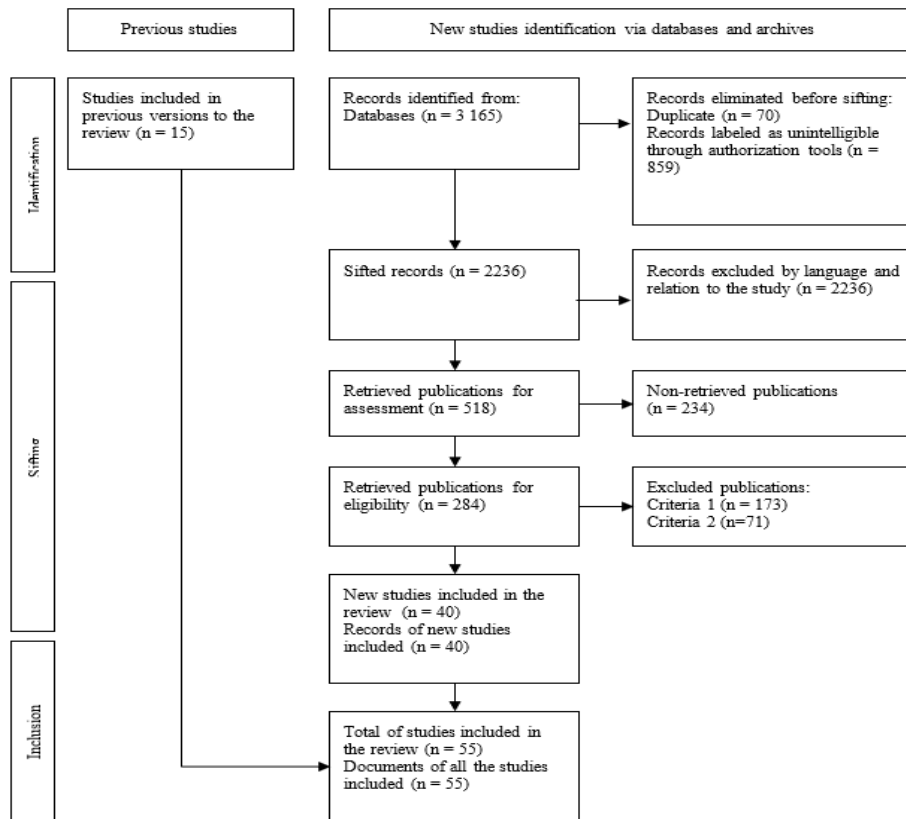 Previous studies
New studies identification via databases and archives
Identification
Studies included in
previous versions to the
review (n = 15)
Records identified from:
Databases (n = 3 165)
Records eliminated before sifting:
Duplicate (n = 70)
Records labeled as unintelligible
through authorization tools (n =
859)
Sifted records (n = 2236)
Records excluded by language and
relation to the study (n = 2236)
Sifting
Retrieved publications for
assessment (n = 518)
Non-retrieved publications
(n = 234)
Retrieved publications for
eligibility (n = 284)
Excluded publications:
Criteria 1 (n = 173)
Criteria 2 (n=71)
New studies included in the
review (n = 40)
Records of new studies
included (n = 40)
Inclusion
Total of studies included in
the review (n = 55)
Documents of all the studies
included (n = 55)